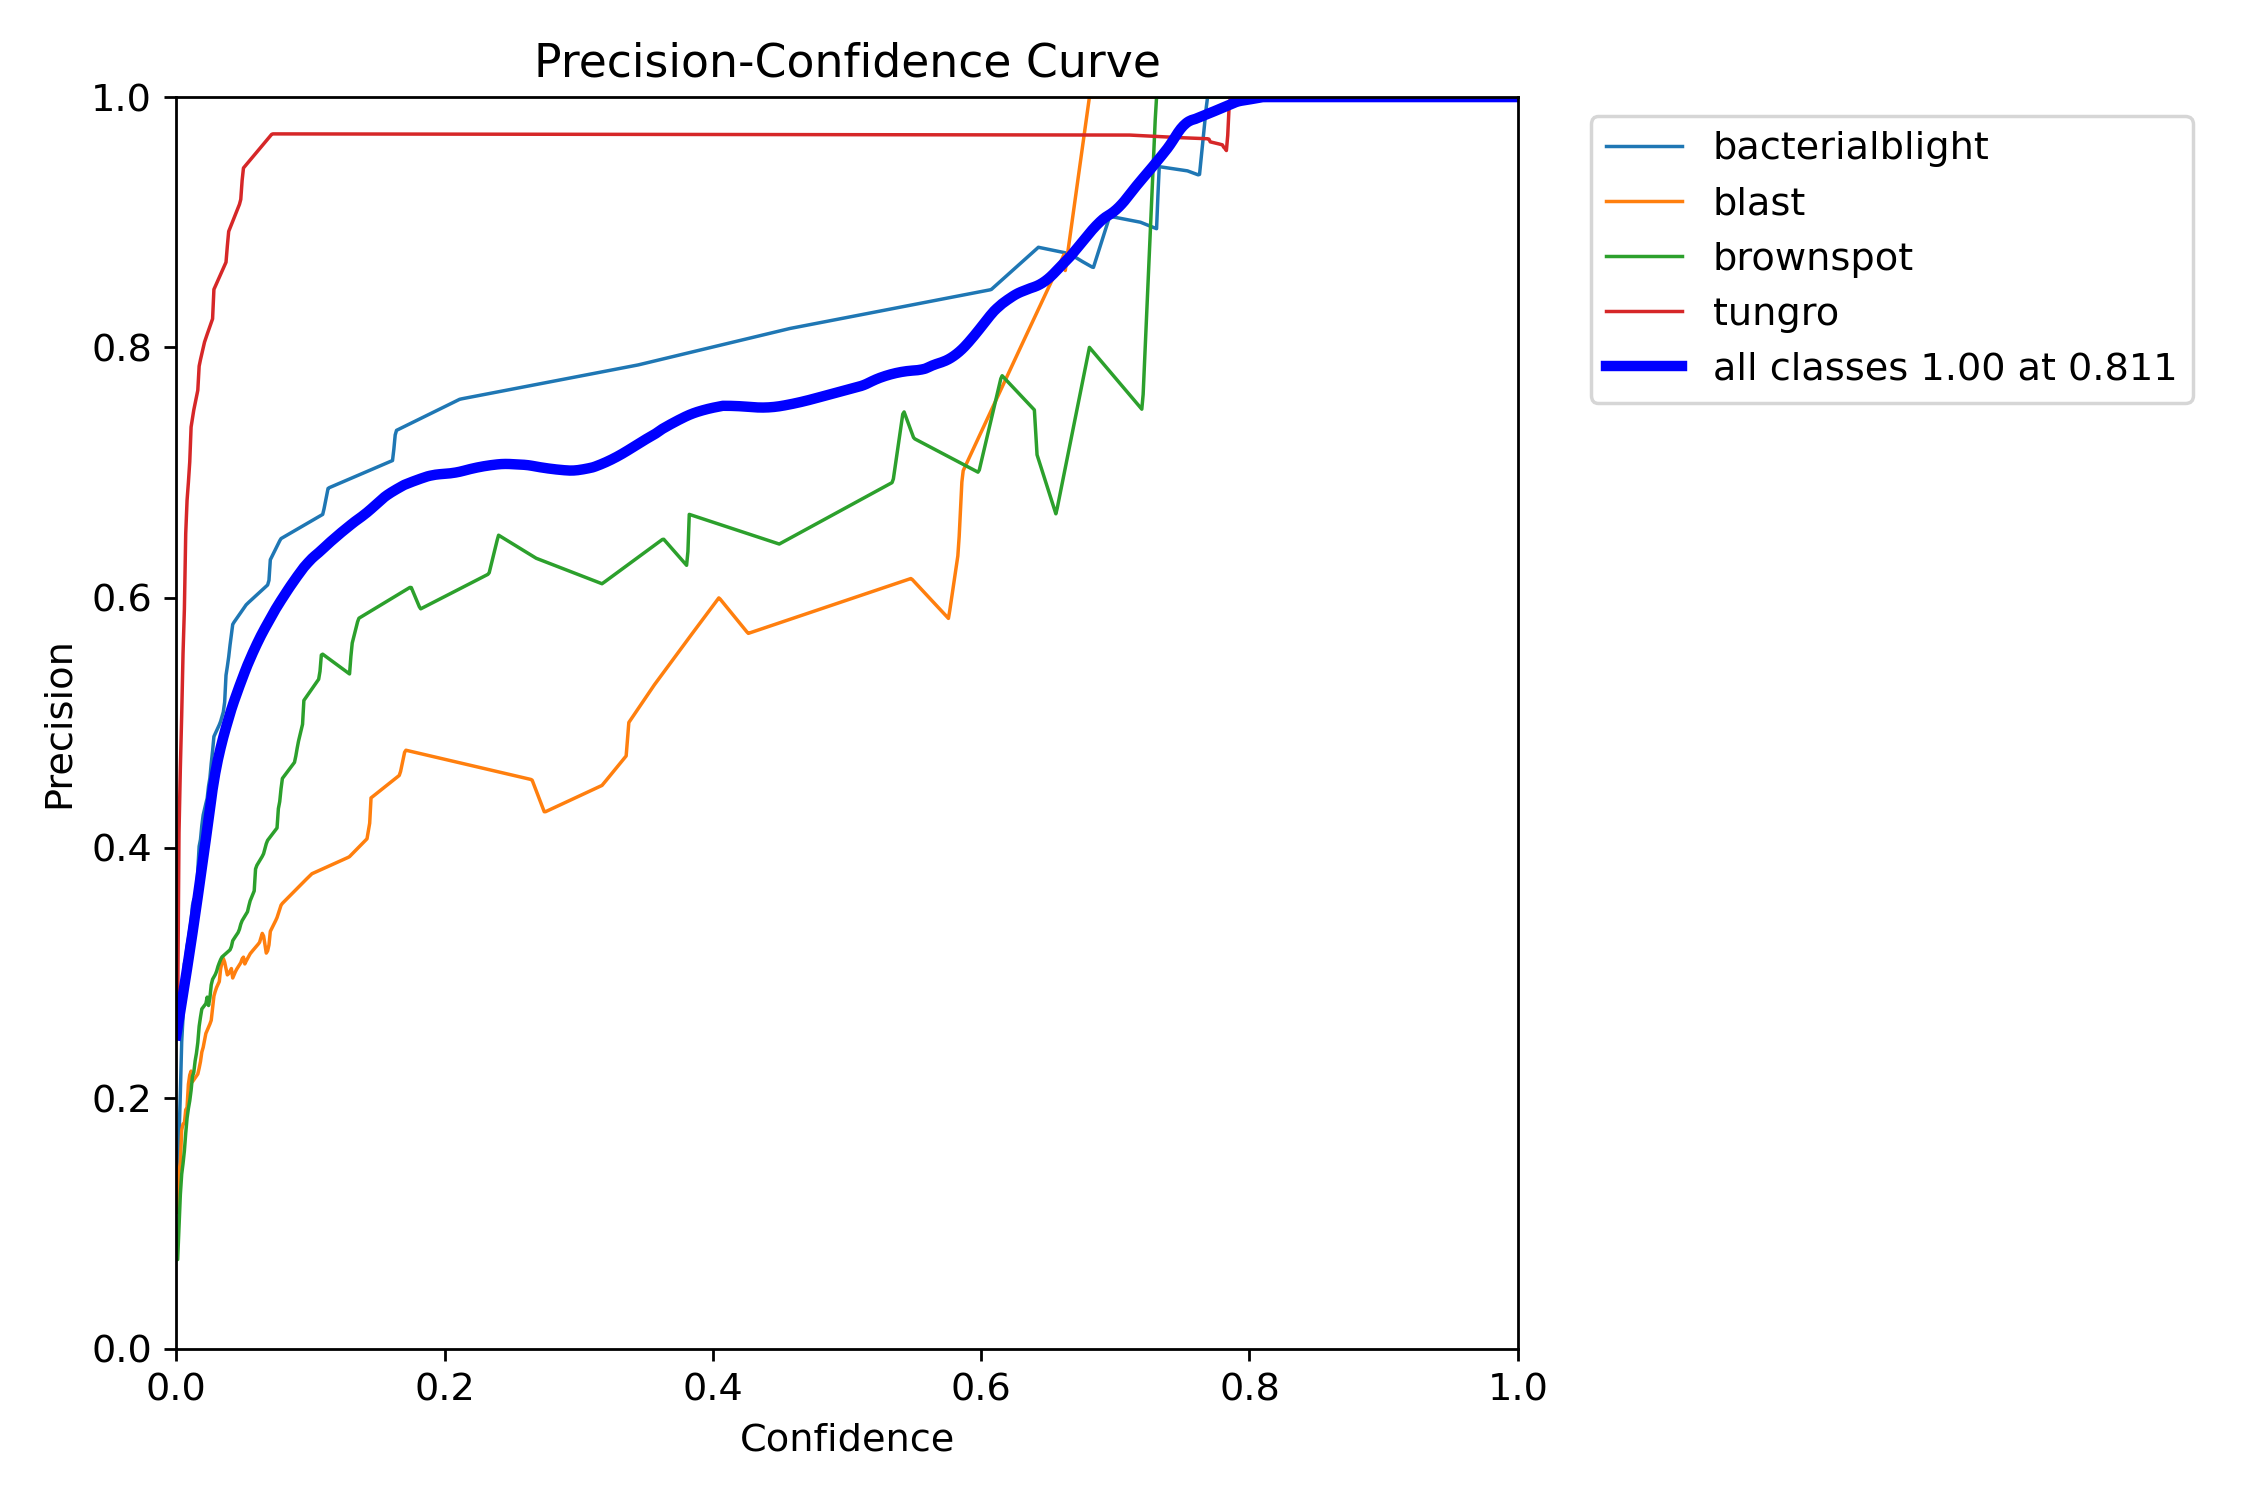 Precision-Confidence Curve
1.0
0.8
0.6
0.4
0.2
0.0
Precision
0.0 0.2 0.4 0.6 0.8 1.0
Confidence
bacterialblight
blast
brownspot
tungro
all classes 1.00 at 0.811